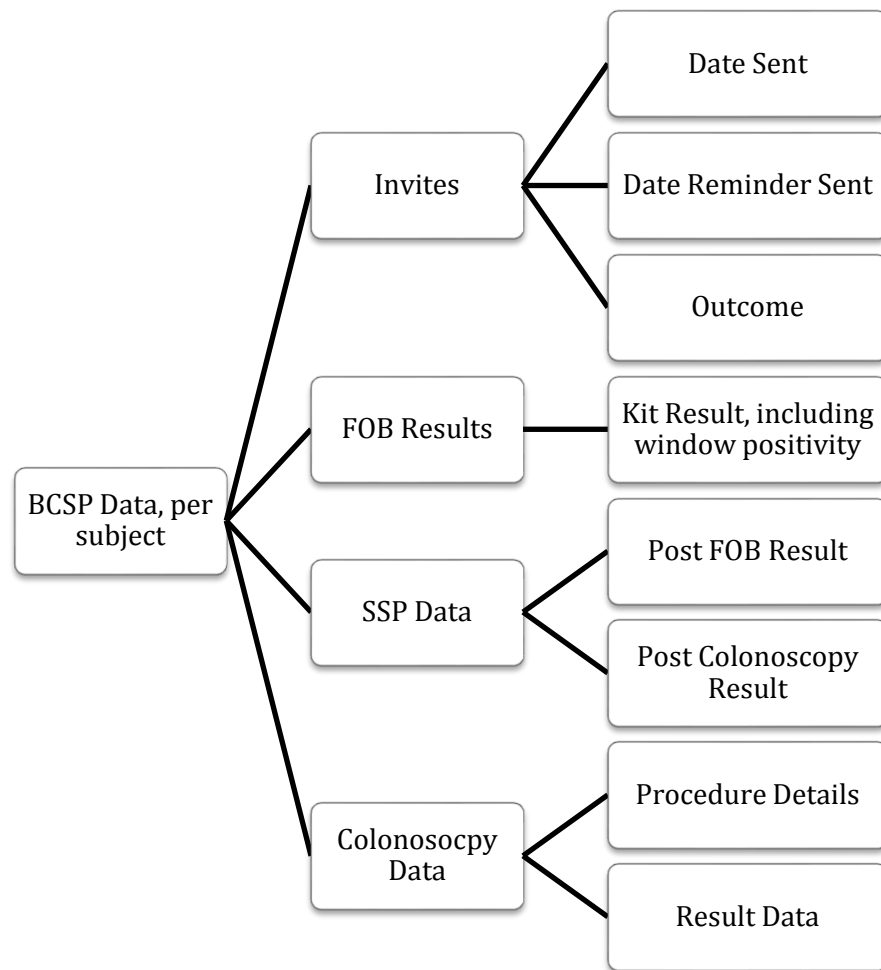 Date Sent
Invites
Date Reminder Sent
Outcome
FOB Results
Kit Result, including
window positivity
BCSP Data, per
subject
Post FOB Result
SSP Data
Post Colonoscopy
Result
Procedure Details
Colonosocpy
Data
Result Data